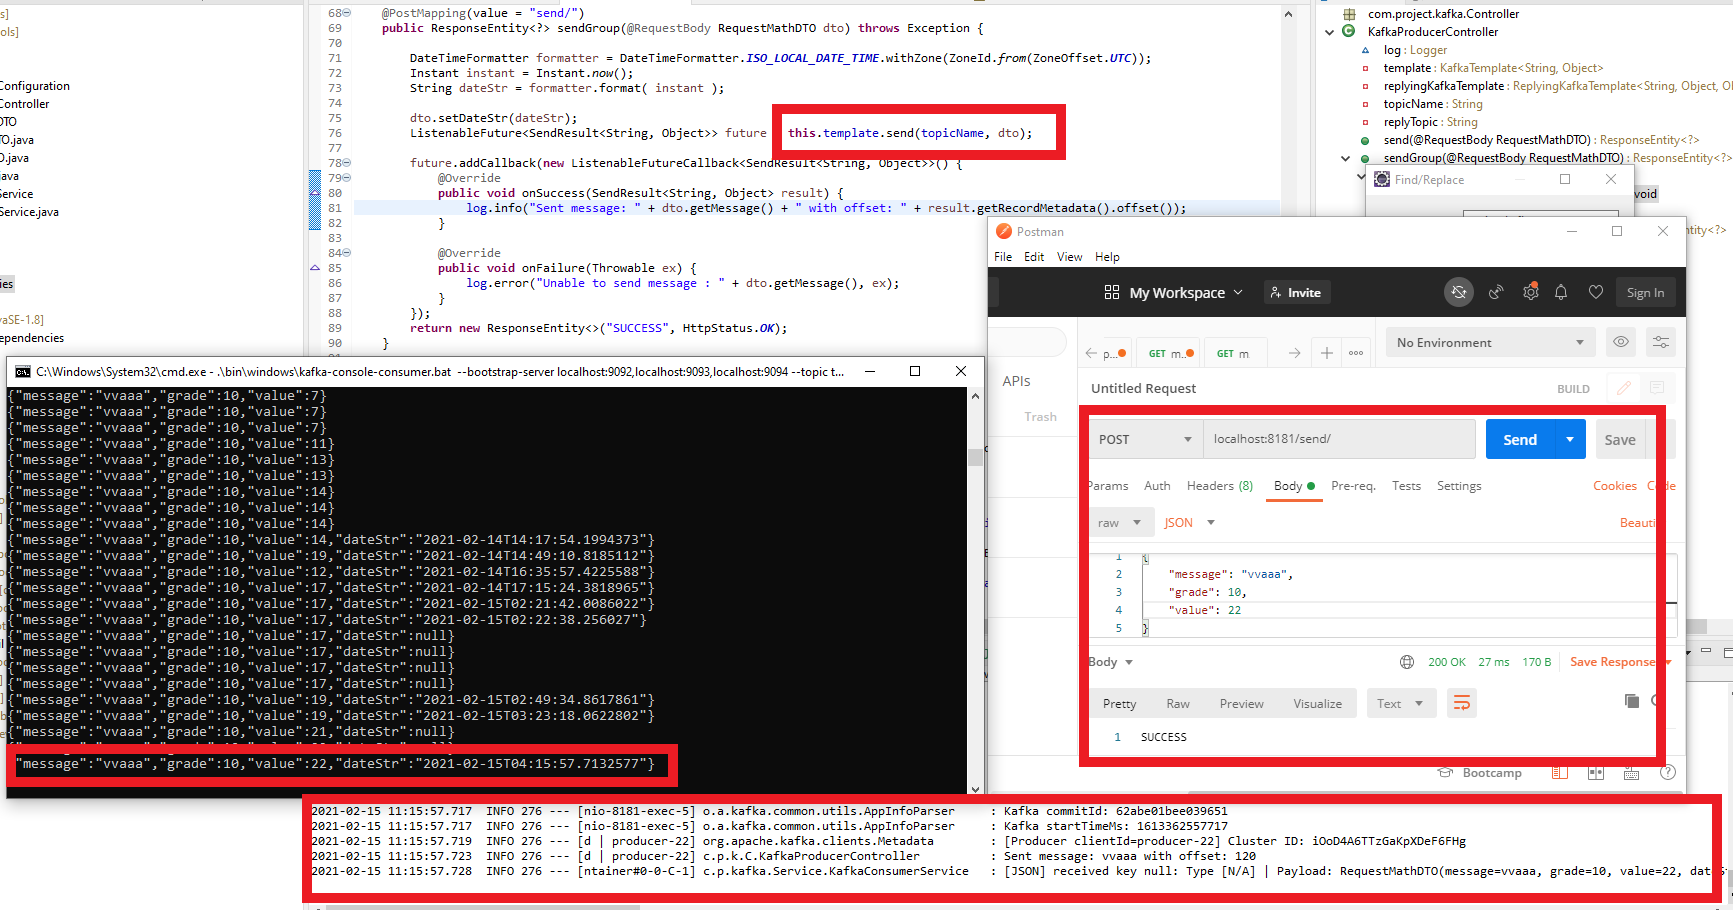 s]
ols]
Configuration
Controller
DTO
TO.java
O.java
ava
Service
Service.java
ies
vaSE-1.8]
ependencies
68 @PostMapping(value = "send/")
69 public ResponseEntity<?> sendGroup(@RequestBody RequestMathDTO dto) throws Exception {
70
71 DateTimeFormatter formatter = DateTimeFormatter.ISO_LOCAL_DATE_TIME.withZone(ZoneId.from(ZoneOffset.UTC));
72 Instant instant = Instant.now();
73 String dateStr = formatter.format( instant );
74
75 dto.setDateStr(dateStr);
76 ListenableFuture<SendResult<String, Object>> future this.template.send(topicName, dto);
77
78 future.addCallback(new ListenableFutureCallback<SendResult<String, Object>>() {
79 @Override
80 public void onSuccess(SendResult<String, Object> result) {
81 log.info("Sent message: " + dto.getMessage() + " with offset: " + result.getRecordMetadata().offset());
82 }
83
84 @Override
85 public void onFailure(Throwable ex) {
86 log.error("Unable to send message : " + dto.getMessage(), ex);
87 }
88 });
89 return new ResponseEntity<>("SUCCESS", HttpStatus.OK);
90 }
com.project.kafka.Controller
KafkaProducerController
log : Logger
template : KafkaTemplate<String, Object>
replyingKafkaTemplate : ReplyingKafkaTemplate<String, Object, O
topicName : String
replyTopic : String
send(@RequestBody RequestMathDTO) : ResponseEntity<?>
sendGroup(@RequestBody RequestMathDTO) : ResponseEntity<?>
Find/Replace
void
ntity<?>
Postman
File Edit View Help
My Workspace
Invite
Sign In
p...
GET m..
GET m
No Environment
APIs
Trash
Untitled Request
BUILD
POST
localhost:8181/send/
Send
Save
Params Auth Headers (8) Body Pre-req. Tests Settings
Cookies Code
raw
JSON
Beauti
1 {
2 "message": "vvaaa",
3 "grade": 10,
4 "value": 22
5 }
Body
200 OK 27 ms 170 B
Save Response
Pretty Raw Preview Visualize Text
1 SUCCESS
Bootcamp
C:\Windows\System32\cmd.exe - .\bin\windows\kafka-console-consumer.bat --bootstrap-server localhost:9092,localhost:9093,localhost:9094 --topic t...
{"message":"vvaaa","grade":10,"value":7}
{"message":"vvaaa","grade":10,"value":7}
{"message":"vvaaa","grade":10,"value":7}
{"message":"vvaaa","grade":10,"value":11}
{"message":"vvaaa","grade":10,"value":13}
{"message":"vvaaa","grade":10,"value":13}
{"message":"vvaaa","grade":10,"value":14}
{"message":"vvaaa","grade":10,"value":14}
{"message":"vvaaa","grade":10,"value":14}
{"message":"vvaaa","grade":10,"value":14,"dateStr":"2021-02-14T14:17:54.1994373"}
{"message":"vvaaa","grade":10,"value":19,"dateStr":"2021-02-14T14:49:10.8185112"}
{"message":"vvaaa","grade":10,"value":12,"dateStr":"2021-02-14T16:35:57.4225588"}
{"message":"vvaaa","grade":10,"value":17,"dateStr":"2021-02-14T17:15:24.3818965"}
{"message":"vvaaa","grade":10,"value":17,"dateStr":"2021-02-15T02:21:42.0086022"}
{"message":"vvaaa","grade":10,"value":17,"dateStr":"2021-02-15T02:22:38.256027"}
{"message":"vvaaa","grade":10,"value":17,"dateStr":null}
{"message":"vvaaa","grade":10,"value":17,"dateStr":null}
{"message":"vvaaa","grade":10,"value":17,"dateStr":null}
{"message":"vvaaa","grade":10,"value":17,"dateStr":null}
{"message":"vvaaa","grade":10,"value":19,"dateStr":"2021-02-15T02:49:34.8617861"}
{"message":"vvaaa","grade":10,"value":19,"dateStr":"2021-02-15T03:23:18.0622802"}
{"message":"vvaaa","grade":10,"value":21,"dateStr":null}
"message":"vvaaa","grade":10,"value":22,"dateStr":"2021-02-15T04:15:57.7132577"}
2021-02-15 11:15:57.717 INFO 276 --- [nio-8181-exec-5] o.a.kafka.common.utils.AppInfoParser : Kafka commitId: 62abe01bee039651
2021-02-15 11:15:57.717 INFO 276 --- [nio-8181-exec-5] o.a.kafka.common.utils.AppInfoParser : Kafka startTimeMs: 1613362557717
2021-02-15 11:15:57.719 INFO 276 --- [d | producer-22] org.apache.kafka.clients.Metadata : [Producer clientId=producer-22] Cluster ID: iOoD4A6TTzGaKpXDeF6FHg
2021-02-15 11:15:57.723 INFO 276 --- [d | producer-22] c.p.k.C.KafkaProducerController : Sent message: vvaaa with offset: 120
2021-02-15 11:15:57.728 INFO 276 --- [ntainer#0-0-C-1] c.p.kafka.Service.KafkaConsumerService : [JSON] received key null: Type [N/A] | Payload: RequestMathDTO(message=vvaaa, grade=10, value=22, dat